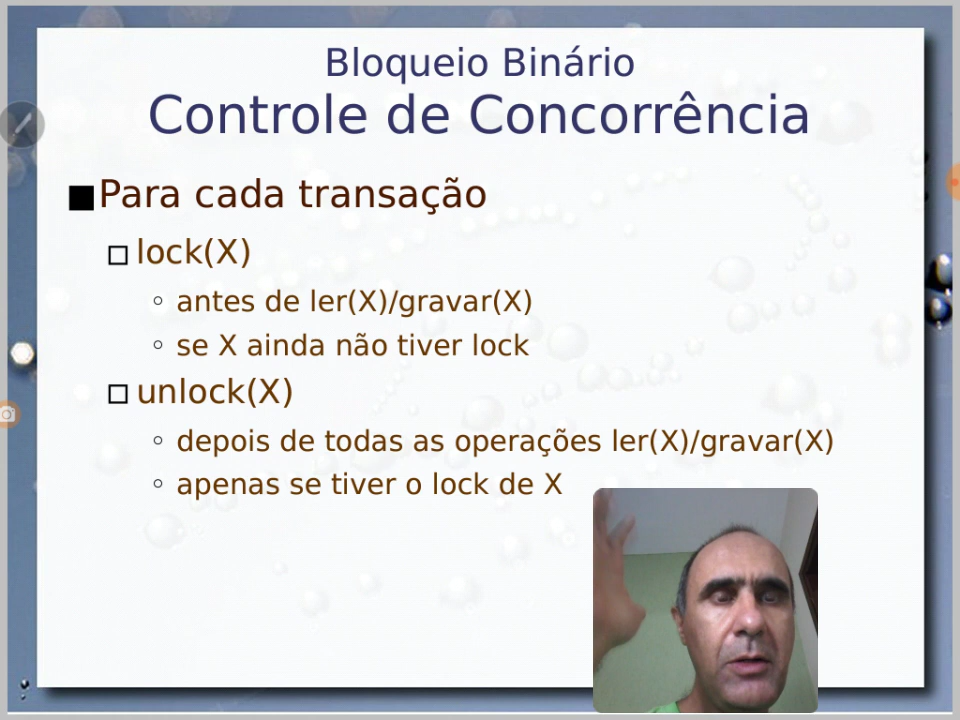 Bloqueio Binário
Controle de Concorrência
Para cada transação
lock(X)
antes de ler(X)/gravar(X)
se X ainda não tiver lock
unlock(X)
depois de todas as operações ler(X)/gravar(X)
apenas se tiver o lock de X